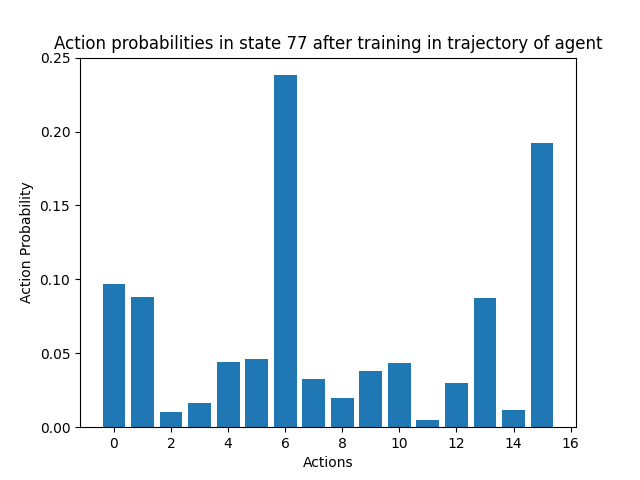 Action probabilities in state 77 after training in trajectory of agent
0.25
0.20
0.15
0.10
0.05
0.00
Action Probability
0 2 4 6 8 10 12 14 16
Actions